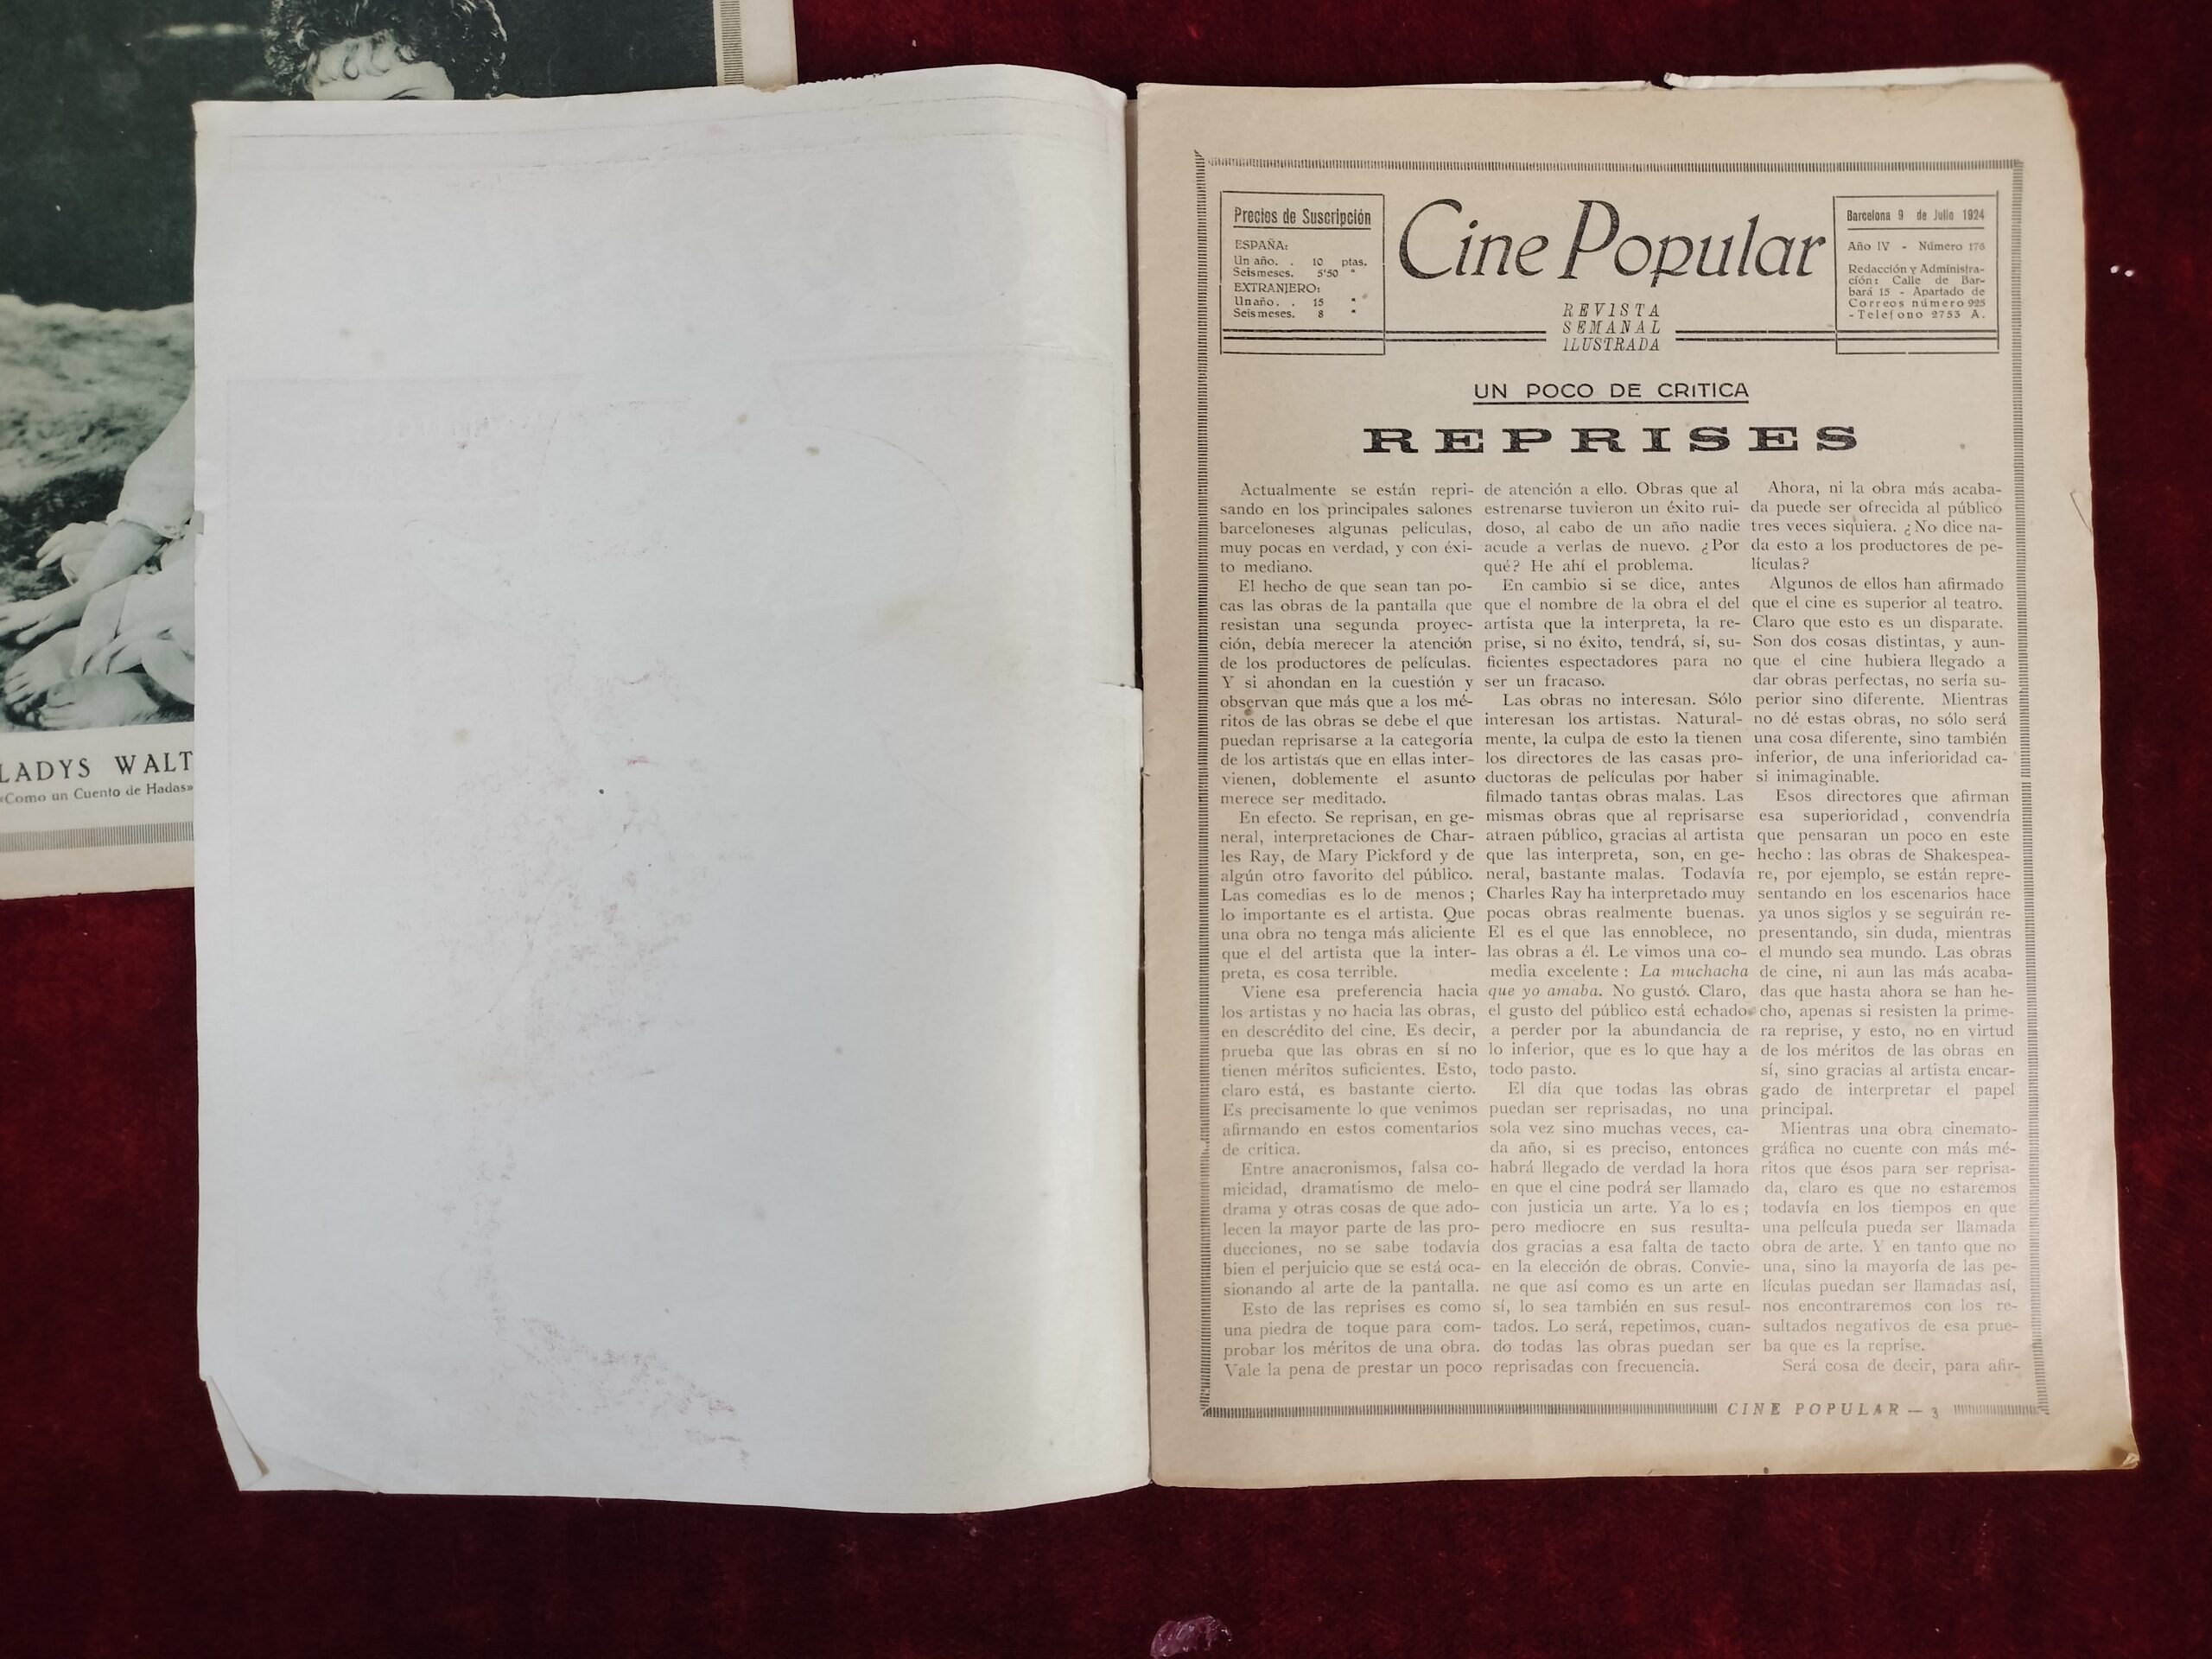 LADYS WALT
«Como un Cuento de Hadas»
Precios de Suscripción
ESPAÑA:
Un año. . 10 ptas.
Seis meses. 5'50 "
EXTRANJERO:
Un año. . 15 "
Seis meses. 8 "
Cine Popular
REVISTA
SEMANAL
ILUSTRADA
Barcelona 9 de Julio 1924
Año IV - Número 176
Redacción y Administra-
ción: Calle de Bar-
bará 15 - Apartado de
Correos número 925
- Teléfono 2753 A.
UN POCO DE CRITICA
REPRISES
Actualmente se están repri-
sando en los principales salones
barceloneses algunas películas,
muy pocas en verdad, y con éxi-
to mediano.
El hecho de que sean tan po-
cas las obras de la pantalla que
resistan una segunda proyec-
ción, debía merecer la atención
de los productores de películas.
Y si ahondan en la cuestión y
observan que más que a los mé-
ritos de las obras se debe el que
puedan reprisarse a la categoría
de los artistas que en ellas inter-
vienen, doblemente el asunto
merece ser meditado.
En efecto. Se reprisan, en ge-
neral, interpretaciones de Char-
les Ray, de Mary Pickford y de
algún otro favorito del público.
Las comedias es lo de menos ;
lo importante es el artista. Que
una obra no tenga más aliciente
que el del artista que la inter-
preta, es cosa terrible.
Viene esa preferencia hacia
los artistas y no hacia las obras,
en descrédito del cine. Es decir,
prueba que las obras en sí no
tienen méritos suficientes. Esto,
claro está, es bastante cierto.
Es precisamente lo que venimos
afirmando en estos comentarios
de crítica.
Entre anacronismos, falsa co-
micidad, dramatismo de melo-
drama y otras cosas de que ado-
lecen la mayor parte de las pro-
ducciones, no se sabe todavía
bien el perjuicio que se está oca-
sionando al arte de la pantalla.
Esto de las reprises es como
una piedra de toque para com-
probar los méritos de una obra.
Vale la pena de prestar un poco
de atención a ello. Obras que al
estrenarse tuvieron un éxito rui-
doso, al cabo de un año nadie
acude a verlas de nuevo. ¿Por
qué? He ahí el problema.
En cambio si se dice, antes
que el nombre de la obra el del
artista que la interpreta, la re-
prise, si no éxito, tendrá, sí, su-
ficientes espectadores para no
ser un fracaso.
Las obras no interesan. Sólo
interesan los artistas. Natural-
mente, la culpa de esto la tienen
los directores de las casas pro-
ductoras de películas por haber
filmado tantas obras malas. Las
mismas obras que al reprisarse
atraen público, gracias al artista
que las interpreta, son, en ge-
neral, bastante malas. Todavía
Charles Ray ha interpretado muy
pocas obras realmente buenas.
El es el que las ennoblece, no
las obras a él. Le vimos una co-
media excelente : La muchacha
que yo amaba. No gustó. Claro,
el gusto del público está echado
a perder por la abundancia de
lo inferior, que es lo que hay a
todo pasto.
El día que todas las obras
puedan ser reprisadas, no una
sola vez sino muchas veces, ca-
da año, si es preciso, entonces
habrá llegado de verdad la hora
en que el cine podrá ser llamado
con justicia un arte. Ya lo es ;
pero mediocre en sus resulta-
dos gracias a esa falta de tacto
en la elección de obras. Convie-
ne que así como es un arte en
sí, lo sea también en sus resul-
tados. Lo será, repetimos, cuan-
do todas las obras puedan ser
reprisadas con frecuencia.
Ahora, ni la obra más acaba-
da puede ser ofrecida al público
tres veces siquiera. ¿No dice na-
da esto a los productores de pe-
lículas?
Algunos de ellos han afirmado
que el cine es superior al teatro.
Claro que esto es un disparate.
Son dos cosas distintas, y aun-
que el cine hubiera llegado a
dar obras perfectas, no sería su-
perior sino diferente. Mientras
no dé estas obras, no sólo será
una cosa diferente, sino también
inferior, de una inferioridad ca-
si inimaginable.
Esos directores que afirman
esa superioridad, convendría
que pensaran un poco en este
hecho : las obras de Shakespea-
re, por ejemplo, se están repre-
sentando en los escenarios hace
ya unos siglos y se seguirán re-
presentando, sin duda, mientras
el mundo sea mundo. Las obras
de cine, ni aun las más acaba-
das que hasta ahora se han he-
cho, apenas si resisten la prime-
ra reprise, y esto, no en virtud
de los méritos de las obras en
sí, sino gracias al artista encar-
gado de interpretar el papel
principal.
Mientras una obra cinemato-
gráfica no cuente con más mé-
ritos que ésos para ser reprisa-
da, claro es que no estaremos
todavía en los tiempos en que
una película pueda ser llamada
obra de arte. Y en tanto que no
una, sino la mayoría de las pe-
lículas puedan ser llamadas así,
nos encontraremos con los re-
sultados negativos de esa prue-
ba que es la reprise.
Será cosa de decir, para afir-
CINE POPULAR — 3